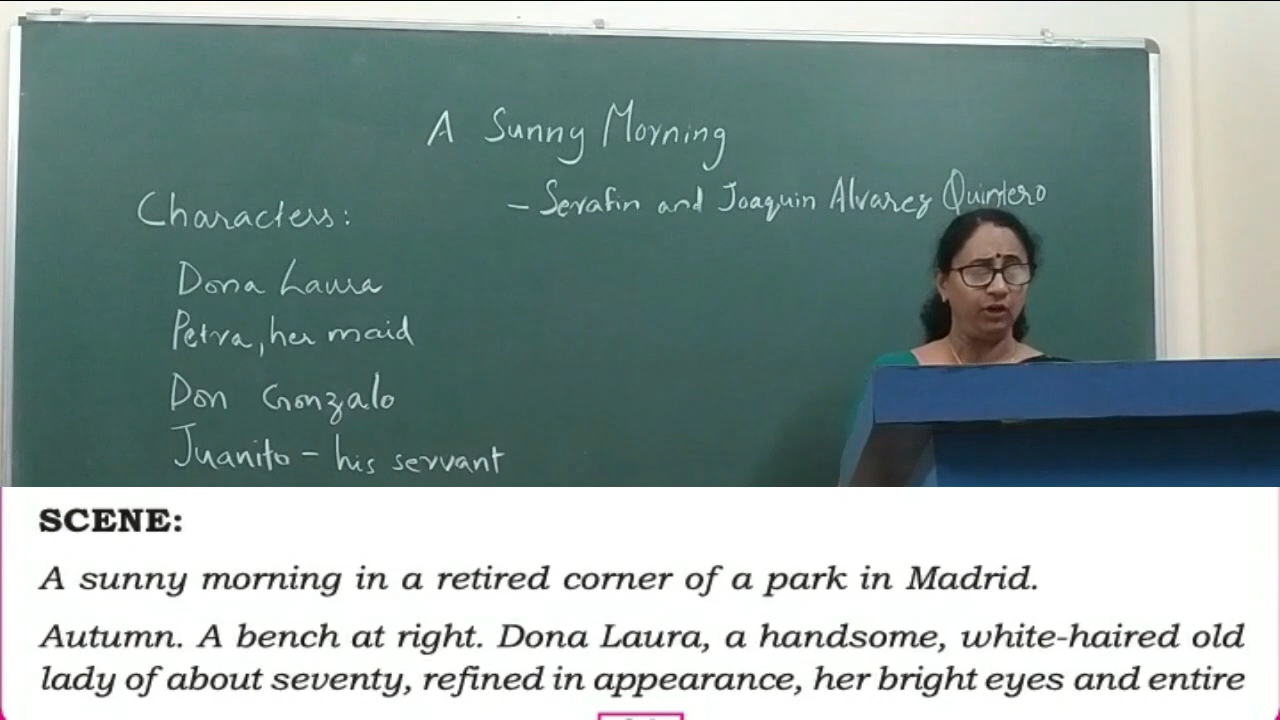 A Sunny Morning
- Serafin and Joaquin Alvarez Quintero
Characters:
Dona Laura
Petra, her maid
Don Gonzalo
Juanito - his servant
SCENE:
A sunny morning in a retired corner of a park in Madrid.
Autumn. A bench at right. Dona Laura, a handsome, white-haired old
lady of about seventy, refined in appearance, her bright eyes and entire